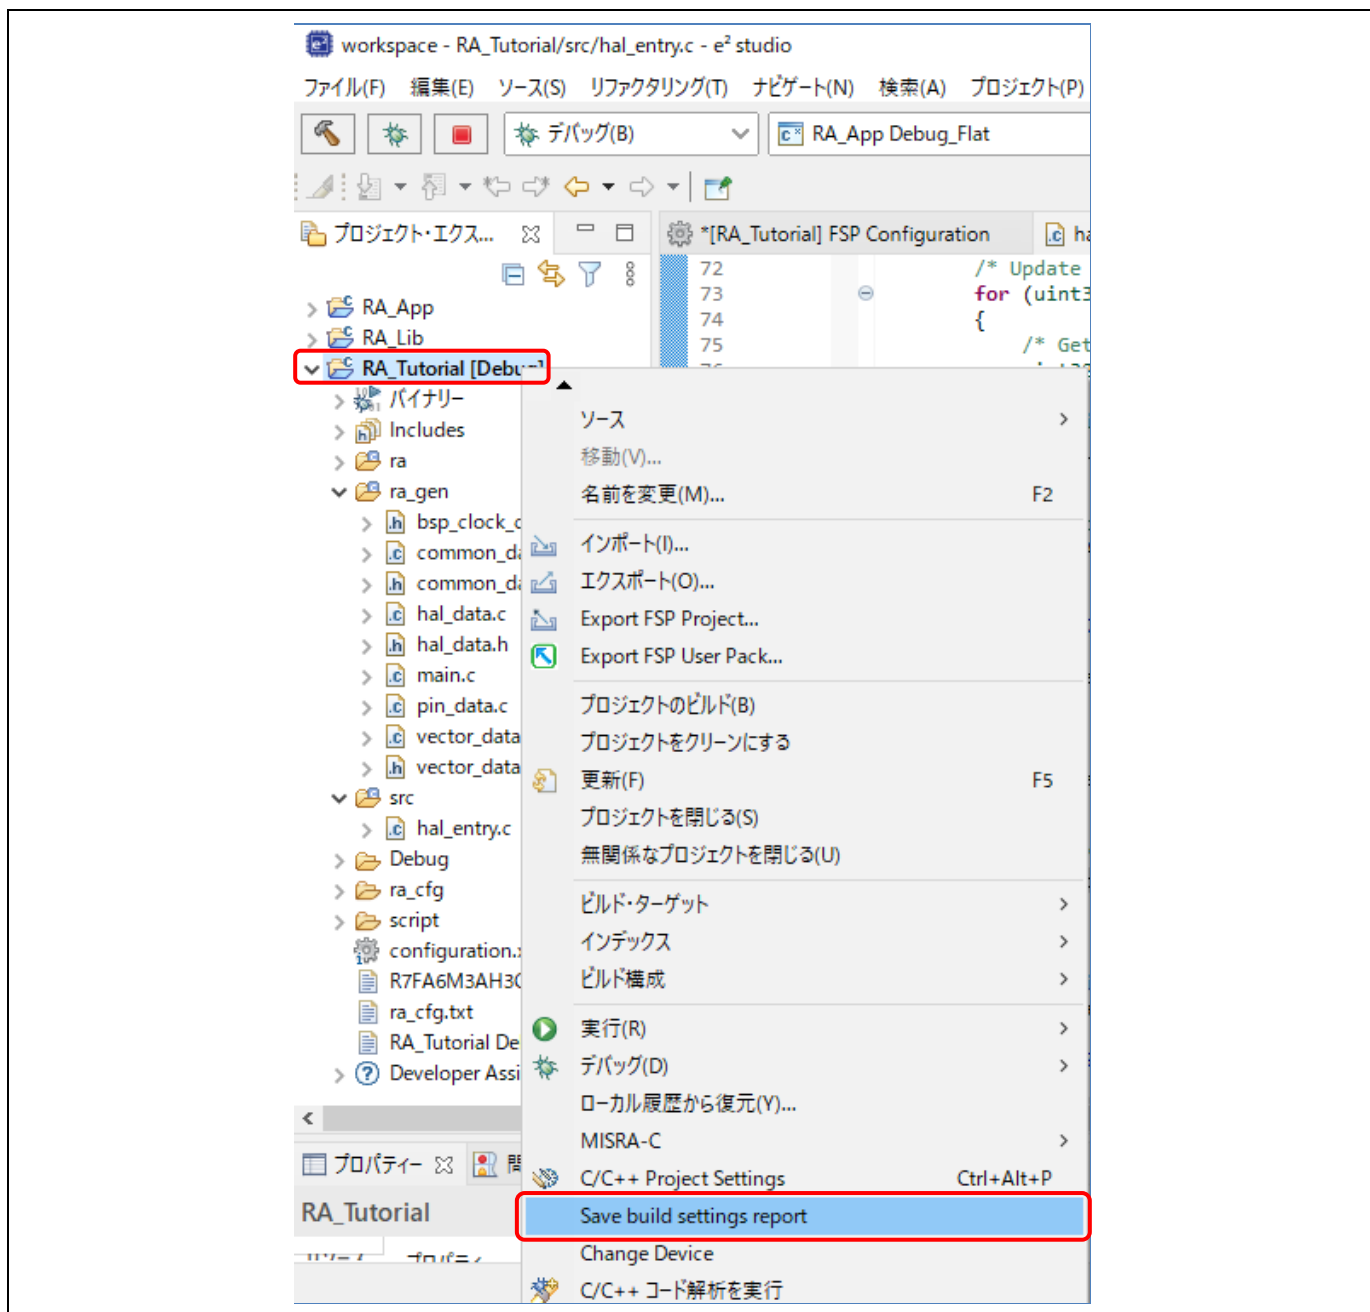 workspace - RA_Tutorial/src/hal_entry.c - e² studio
ファイル(F) 編集(E) ソース(S) リファクタリング(T) ナビゲート(N) 検索(A) プロジェクト(P)
デバッグ(B) RA_App Debug_Flat
プロジェクト・エクス... *[RA_Tutorial] FSP Configuration
72 /* Update
73 for (uint3
74 {
75 /* Get
RA_App
RA_Lib
RA_Tutorial [Debug]
バイナリー
Includes
ra
ra_gen
bsp_clock_c
common_da
common_da
hal_data.c
hal_data.h
main.c
pin_data.c
vector_data
vector_data
src
hal_entry.c
Debug
ra_cfg
script
configuration.x
R7FA6M3AH3C
ra_cfg.txt
RA_Tutorial De
Developer Assi
ソース
移動(V)...
名前を変更(M)... F2
インポート(I)...
エクスポート(O)...
Export FSP Project...
Export FSP User Pack...
プロジェクトのビルド(B)
プロジェクトをクリーンにする
更新(F) F5
プロジェクトを閉じる(S)
無関係なプロジェクトを閉じる(U)
ビルド・ターゲット
インデックス
ビルド構成
実行(R)
デバッグ(D)
ローカル履歴から復元(Y)...
MISRA-C
C/C++ Project Settings Ctrl+Alt+P
Save build settings report
Change Device
C/C++ コード解析を実行
プロパティー 問
RA_Tutorial